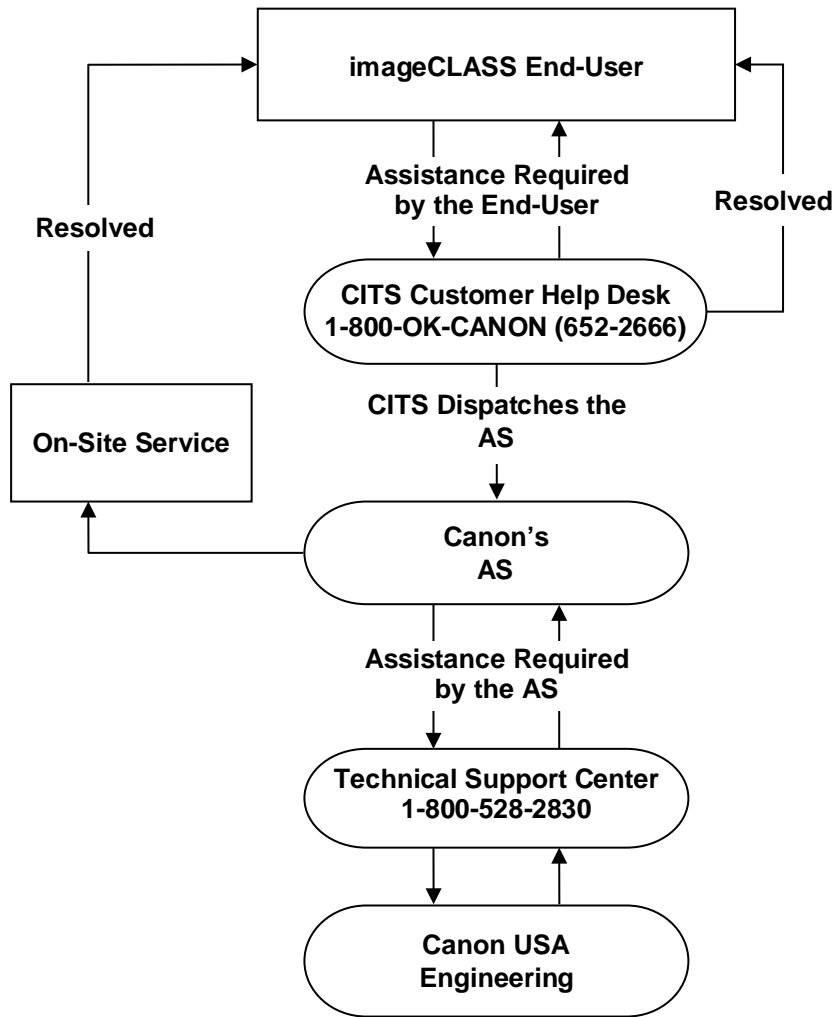 imageCLASS End-User
Assistance Required
by the End-User
Resolved
Resolved
CITS Customer Help Desk
1-800-OK-CANON (652-2666)
CITS Dispatches the
AS
On-Site Service
Canon’s
AS
Assistance Required
by the AS
Technical Support Center
1-800-528-2830
Canon USA
Engineering